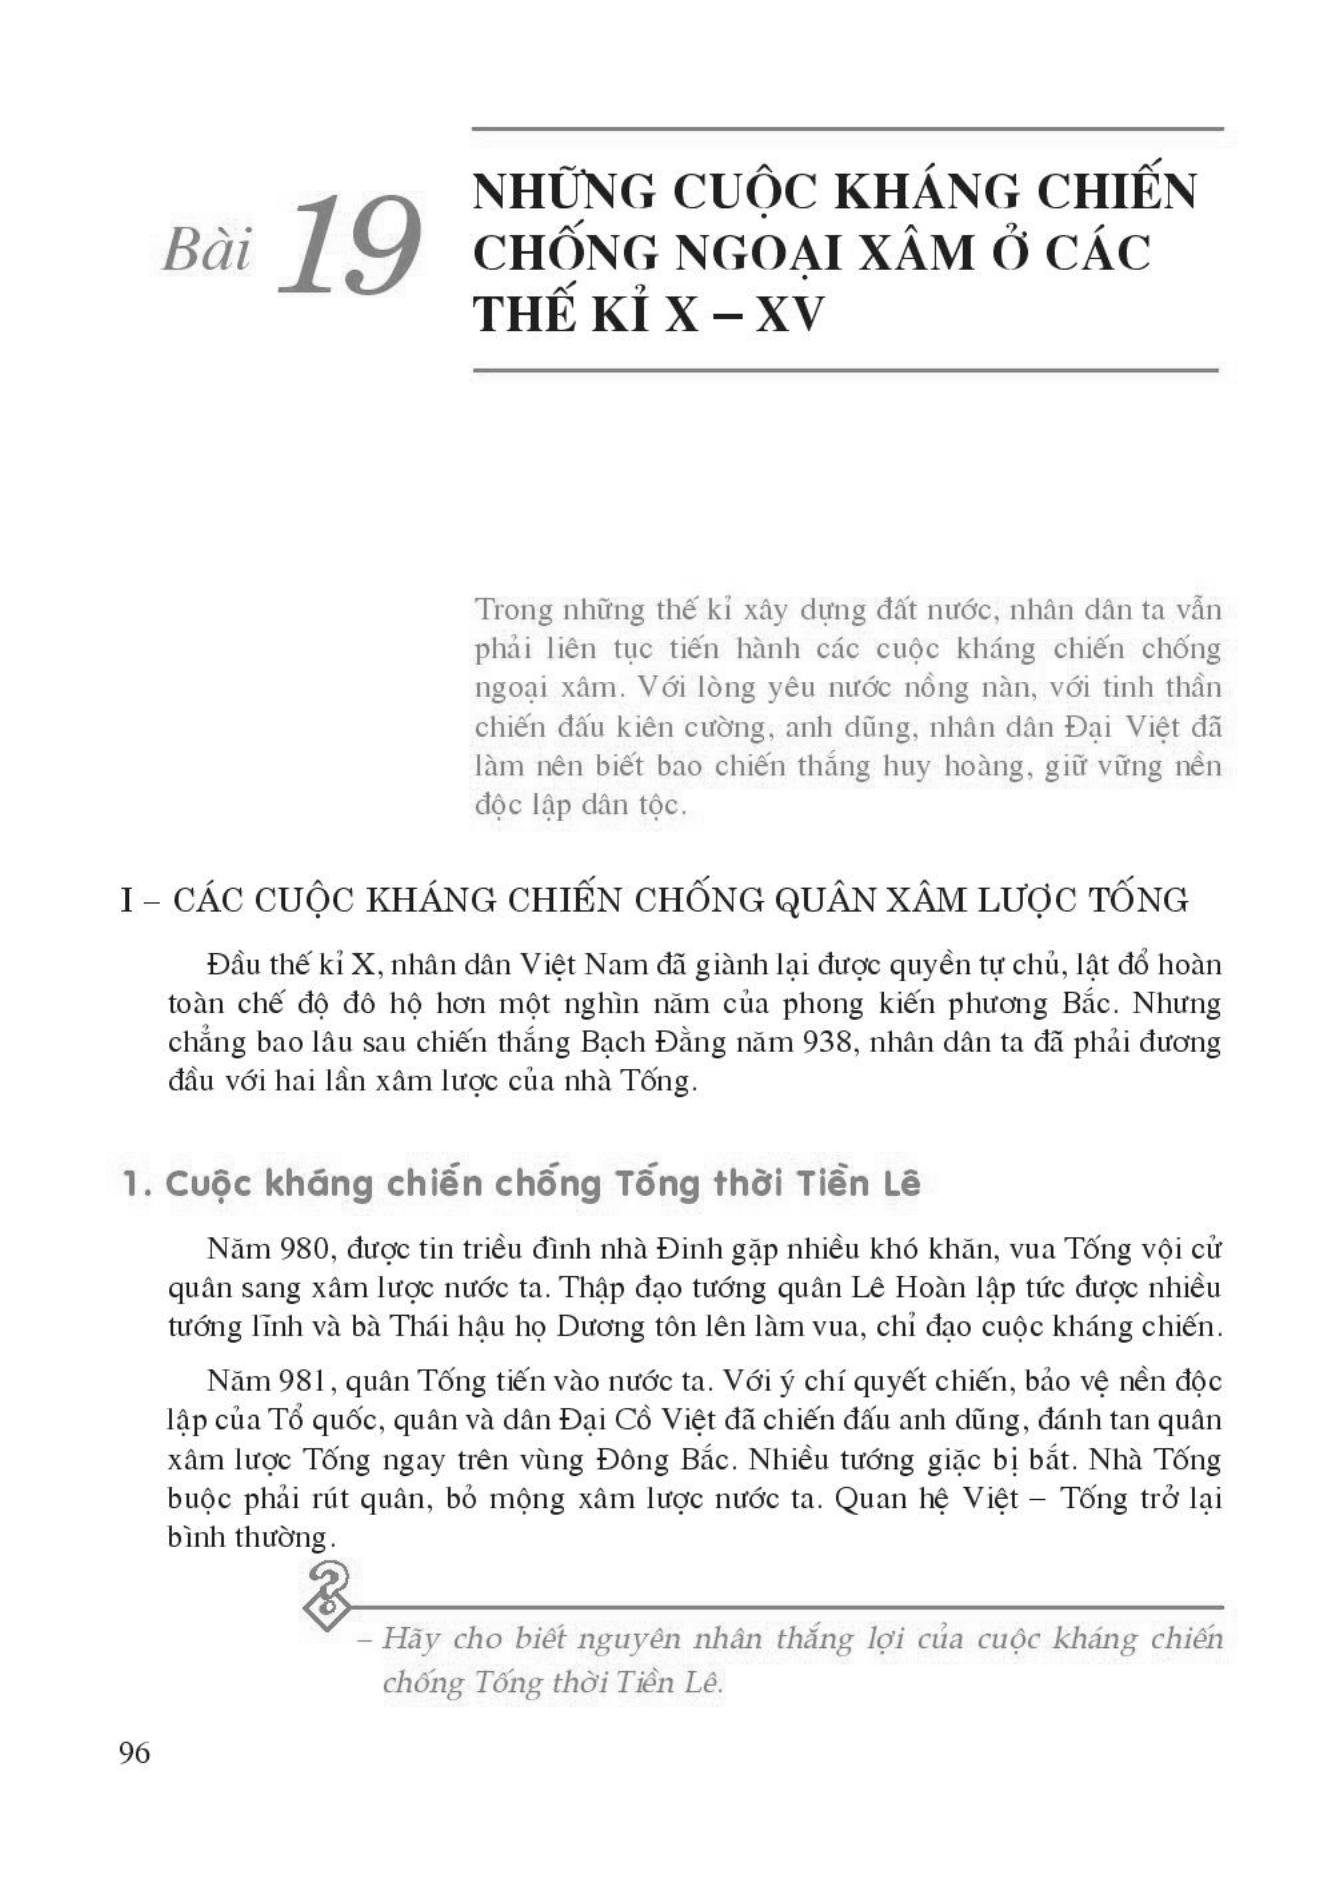 Bài 19
NHỮNG CUỘC KHÁNG CHIẾN
CHỐNG NGOẠI XÂM Ở CÁC
THẾ KỈ X – XV
Trong những thế kỉ xây dựng đất nước, nhân dân ta vẫn
phải liên tục tiến hành các cuộc kháng chiến chống
ngoại xâm. Với lòng yêu nước nồng nàn, với tinh thần
chiến đấu kiên cường, anh dũng, nhân dân Đại Việt đã
làm nên biết bao chiến thắng huy hoàng, giữ vững nền
độc lập dân tộc.
I – CÁC CUỘC KHÁNG CHIẾN CHỐNG QUÂN XÂM LƯỢC TỐNG
Đầu thế kỉ X, nhân dân Việt Nam đã giành lại được quyền tự chủ, lật đổ hoàn
toàn chế độ đô hộ hơn một nghìn năm của phong kiến phương Bắc. Nhưng
chẳng bao lâu sau chiến thắng Bạch Đằng năm 938, nhân dân ta đã phải đương
đầu với hai lần xâm lược của nhà Tống.
1. Cuộc kháng chiến chống Tống thời Tiền Lê
Năm 980, được tin triều đình nhà Đinh gặp nhiều khó khăn, vua Tống vội cử
quân sang xâm lược nước ta. Thập đạo tướng quân Lê Hoàn lập tức được nhiều
tướng lĩnh và bà Thái hậu họ Dương tôn lên làm vua, chỉ đạo cuộc kháng chiến.
Năm 981, quân Tống tiến vào nước ta. Với ý chí quyết chiến, bảo vệ nền độc
lập của Tổ quốc, quân và dân Đại Cồ Việt đã chiến đấu anh dũng, đánh tan quân
xâm lược Tống ngay trên vùng Đông Bắc. Nhiều tướng giặc bị bắt. Nhà Tống
buộc phải rút quân, bỏ mộng xâm lược nước ta. Quan hệ Việt – Tống trở lại
bình thường.
– Hãy cho biết nguyên nhân thắng lợi của cuộc kháng chiến
chống Tống thời Tiền Lê.
96